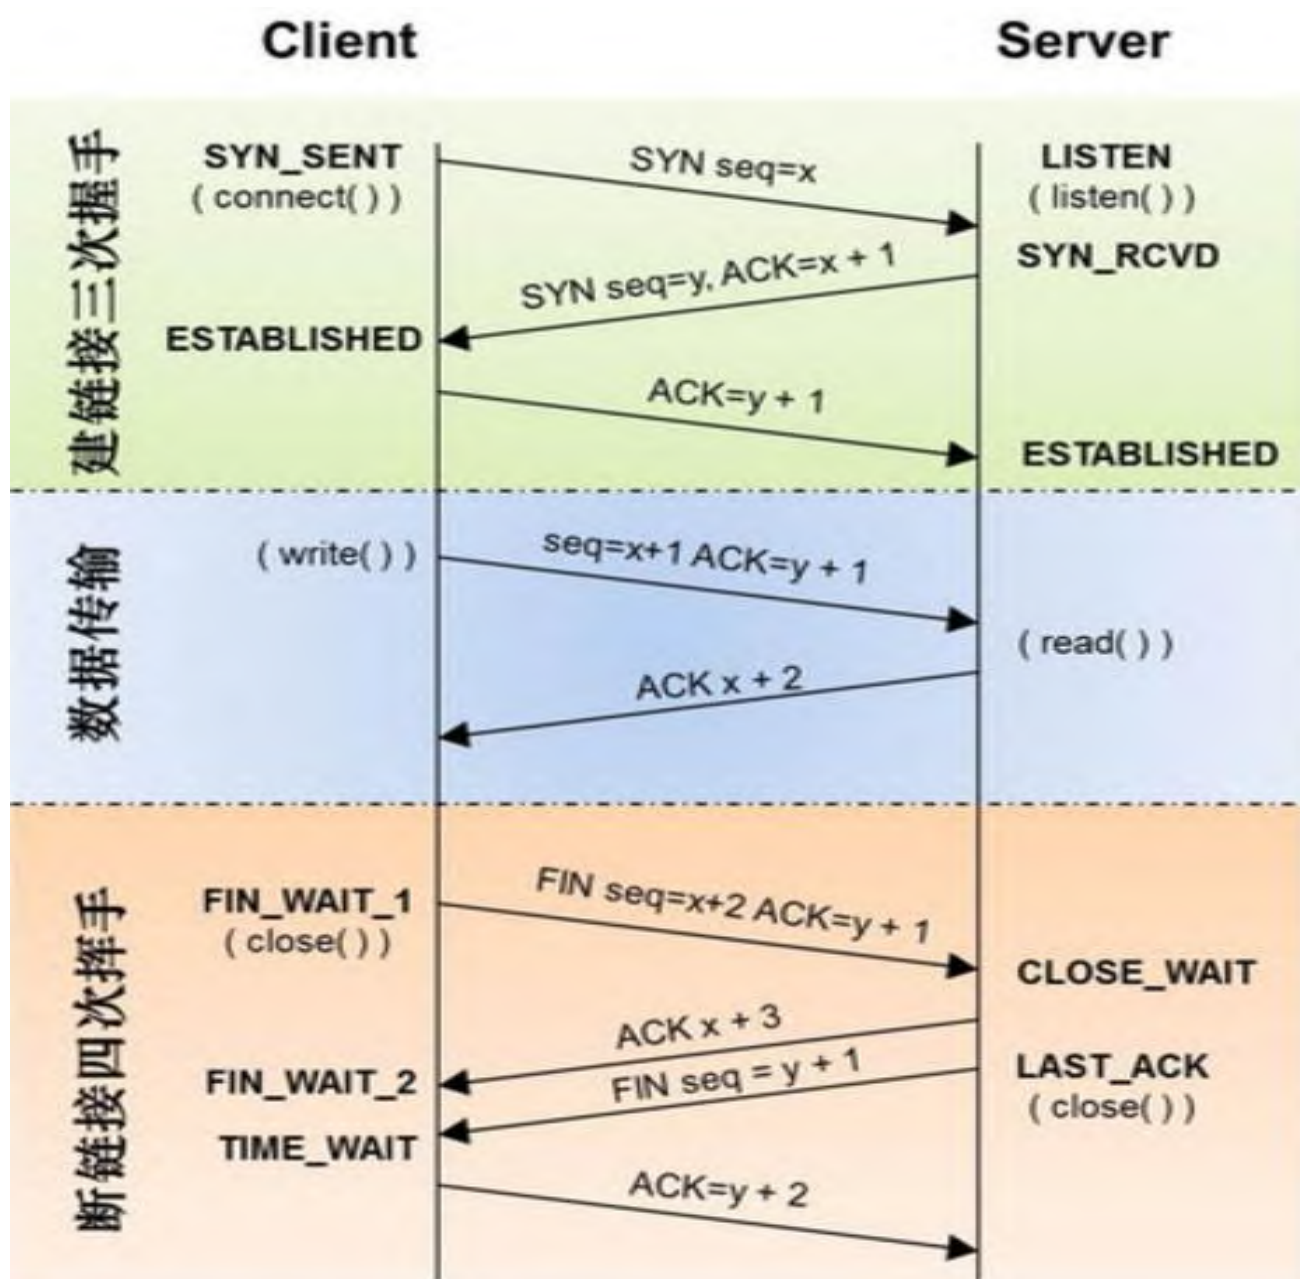 Client
Server
建链接三次握手
SYN_SENT
( connect( ) )
SYN seq=x
LISTEN
( listen( ) )
SYN_RCVD
SYN seq=y, ACK=x + 1
ESTABLISHED
ACK=y + 1
ESTABLISHED
数据传输
( write( ) )
seq=x+1 ACK=y + 1
( read( ) )
ACK x + 2
断链接四次挥手
FIN_WAIT_1
( close( ) )
FIN seq=x+2 ACK=y + 1
CLOSE_WAIT
ACK x + 3
FIN_WAIT_2
FIN seq = y + 1
LAST_ACK
( close( ) )
TIME_WAIT
ACK=y + 2